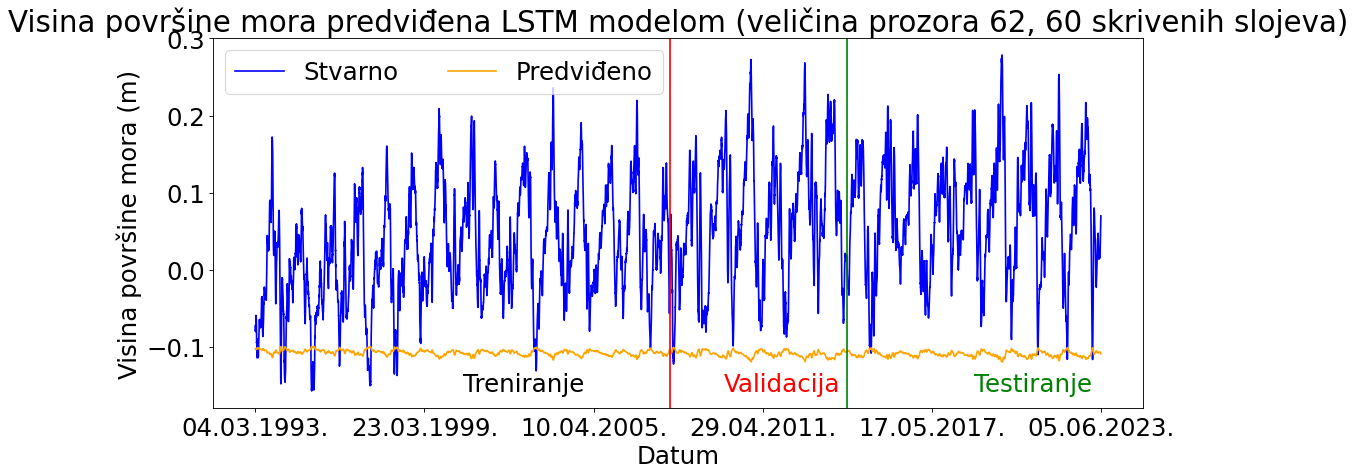 Visina površine mora predviđena LSTM modelom (veličina prozora 62, 60 skrivenih slojeva)
Stvarno Predviđeno
Visina površine mora (m)
0.3
0.2
0.1
0.0
−0.1
Treniranje Validacija Testiranje
04.03.1993. 23.03.1999. 10.04.2005. 29.04.2011. 17.05.2017. 05.06.2023.
Datum